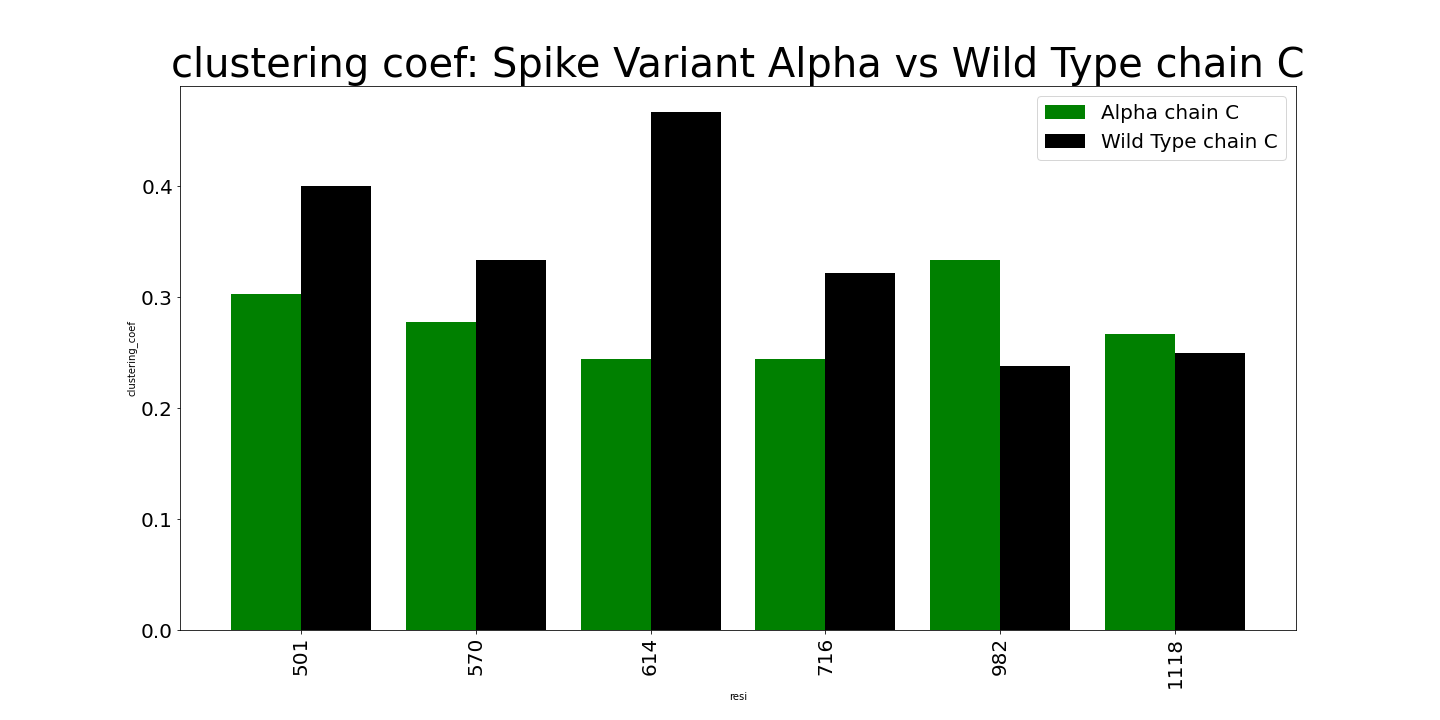 clustering coef: Spike Variant Alpha vs Wild Type chain C
Alpha chain C
Wild Type chain C
0.4
0.3
0.2
0.1
0.0
clustering_coef
501
570
614
716
982
1118
resi